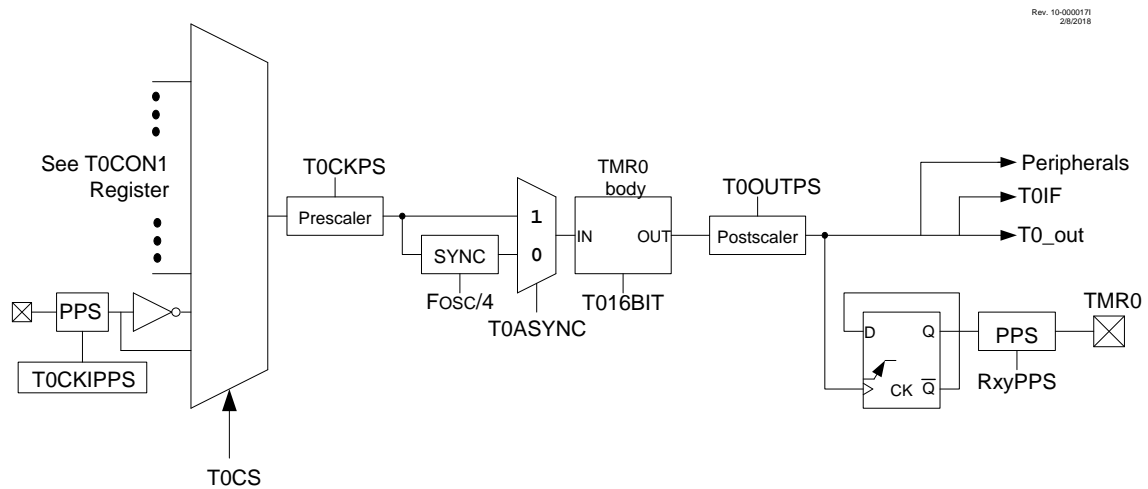 Rev. 10-000017I
2/8/2018
See T0CON1
Register
T0CKPS
Prescaler
SYNC
FOSC/4
1
0
T0ASYNC
TMR0
body
IN
OUT
T016BIT
T0OUTPS
Postscaler
Peripherals
T0IF
T0_out
PPS
T0CKIPPS
T0CS
D
Q
CK
Q
PPS
RxyPPS
TMR0